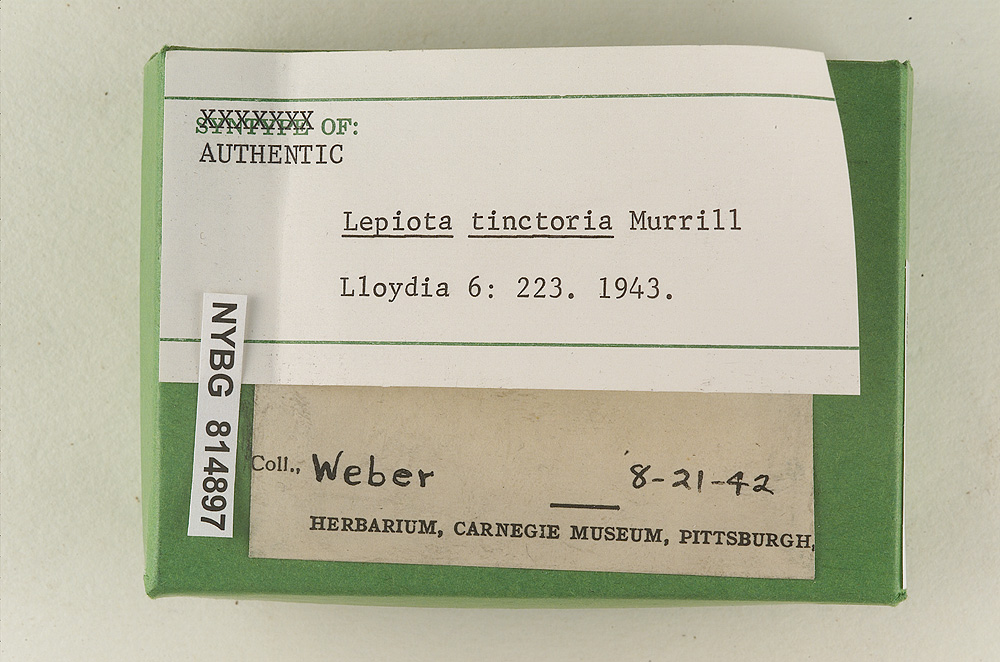 SYNTYPE OF:
XXXXXXX
AUTHENTIC
Lepiota tinctoria Murrill
Lloydia 6: 223. 1943.
NYBG 814897
Coll., Weber 8-21-42
HERBARIUM, CARNEGIE MUSEUM, PITTSBURGH,